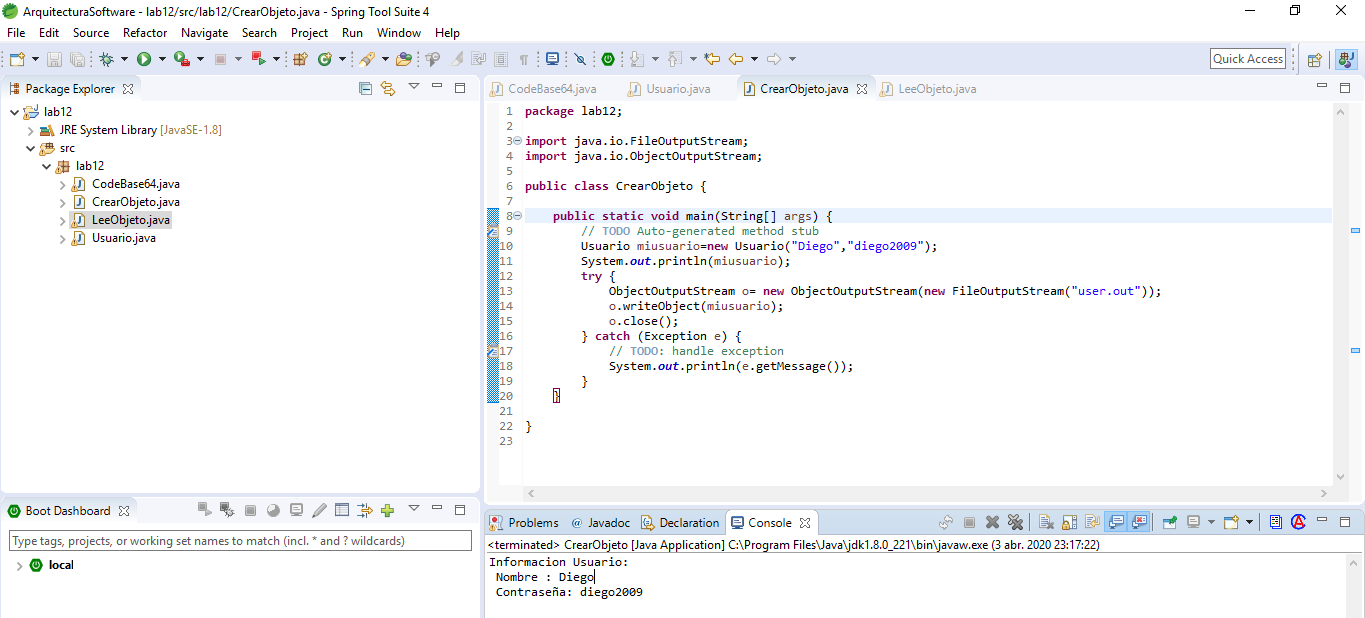 ArquitecturaSoftware - lab12/src/lab12/CrearObjeto.java - Spring Tool Suite 4
File Edit Source Refactor Navigate Search Project Run Window Help
Quick Access
Package Explorer
lab12
JRE System Library [JavaSE-1.8]
src
lab12
CodeBase64.java
CrearObjeto.java
LeeObjeto.java
Usuario.java
Boot Dashboard
Type tags, projects, or working set names to match (incl. * and ? wildcards)
local
CodeBase64.java Usuario.java CrearObjeto.java LeeObjeto.java
1 package lab12;
2
3 import java.io.FileOutputStream;
4 import java.io.ObjectOutputStream;
5
6 public class CrearObjeto {
7
8 public static void main(String[] args) {
9 // TODO Auto-generated method stub
10 Usuario miusuario=new Usuario("Diego","diego2009");
11 System.out.println(miusuario);
12 try {
13 ObjectOutputStream o= new ObjectOutputStream(new FileOutputStream("user.out"));
14 o.writeObject(miusuario);
15 o.close();
16 } catch (Exception e) {
17 // TODO: handle exception
18 System.out.println(e.getMessage());
19 }
20 }
21
22 }
23
Problems @ Javadoc Declaration Console
<terminated> CrearObjeto [Java Application] C:\Program Files\Java\jdk1.8.0_221\bin\javaw.exe (3 abr. 2020 23:17:22)
Informacion Usuario:
Nombre : Diego
Contraseña: diego2009